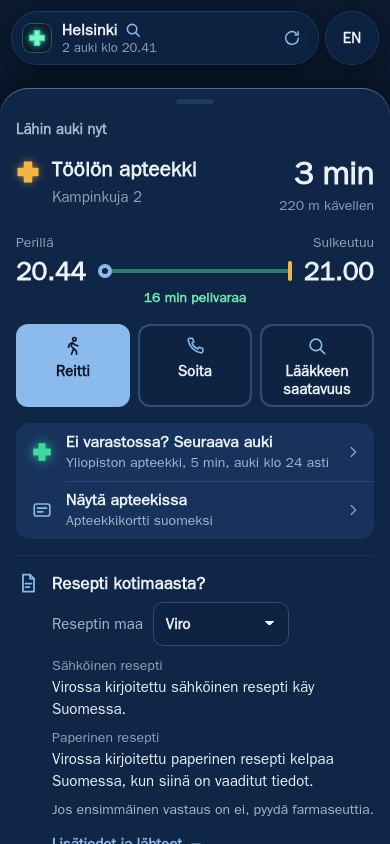 Helsinki
2 auki klo 20.41
EN
Lähin auki nyt
Töölön apteekki
3 min
Kampinkuja 2
220 m kävellen
Perillä
Sulkeutuu
20.44
21.00
16 min pelivaraa
Reitti
Soita
Lääkkeen
saatavuus
Ei varastossa? Seuraava auki
Yliopiston apteekki, 5 min, auki klo 24 asti
Näytä apteekissa
Apteekkikortti suomeksi
Resepti kotimaasta?
Reseptin maa
Viro
Sähköinen resepti
Virossa kirjoitettu sähköinen resepti käy
Suomessa.
Paperinen resepti
Virossa kirjoitettu paperinen resepti kelpaa
Suomessa, kun siinä on vaaditut tiedot.
Jos ensimmäinen vastaus on ei, pyydä farmaseuttia.
Lisätiedot ja lähteet